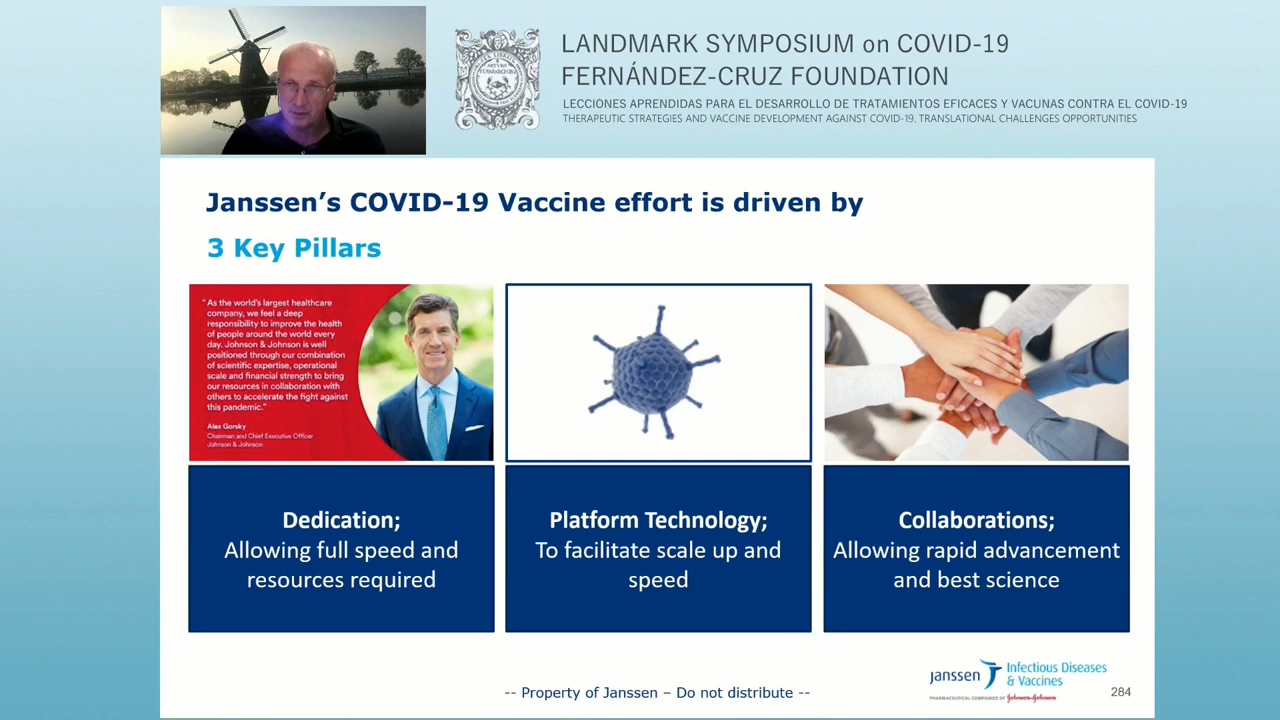 LANDMARK SYMPOSIUM on COVID-19
FERNÁNDEZ-CRUZ FOUNDATION
LECCIONES APRENDIDAS PARA EL DESARROLLO DE TRATAMIENTOS EFICACES Y VACUNAS CONTRA EL COVID-19
THERAPEUTIC STRATEGIES AND VACCINE DEVELOPMENT AGAINST COVID-19. TRANSLATIONAL CHALLENGES OPPORTUNITIES
Janssen's COVID-19 Vaccine effort is driven by
3 Key Pillars
"As the world's largest healthcare
company, we feel a deep
responsibility to improve the health
of people around the world every
day. Johnson & Johnson is well
positioned through our combination
of scientific expertise, operational
scale and financial strength to bring
our resources in collaboration with
others to accelerate the fight against
this pandemic."
Alex Gorsky
Chairman and Chief Executive Officer
Johnson & Johnson
Dedication;
Allowing full speed and
resources required
Platform Technology;
To facilitate scale up and
speed
Collaborations;
Allowing rapid advancement
and best science
-- Property of Janssen – Do not distribute --
janssen
Infectious Diseases
& Vaccines
PHARMACEUTICAL COMPANIES OF Johnson & Johnson
284